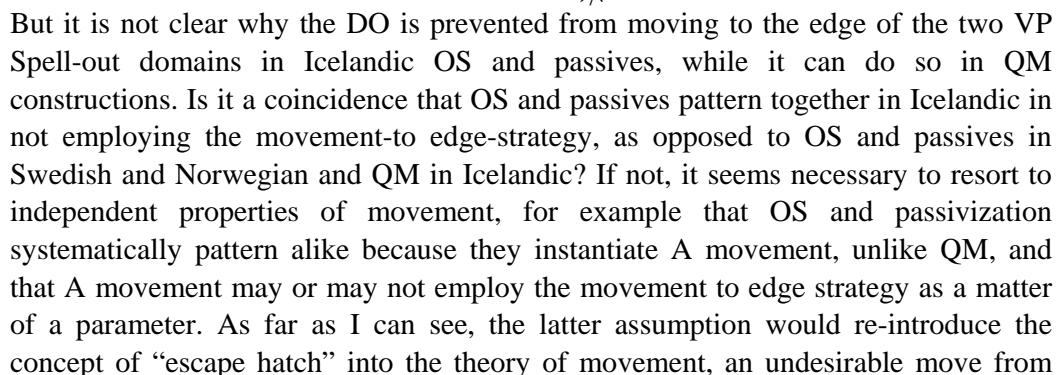 But it is not clear why the DO is prevented from moving to the edge of the two VP
Spell-out domains in Icelandic OS and passives, while it can do so in QM
constructions. Is it a coincidence that OS and passives pattern together in Icelandic in
not employing the movement-to edge-strategy, as opposed to OS and passives in
Swedish and Norwegian and QM in Icelandic? If not, it seems necessary to resort to
independent properties of movement, for example that OS and passivization
systematically pattern alike because they instantiate A movement, unlike QM, and
that A movement may or may not employ the movement to edge strategy as a matter
of a parameter. As far as I can see, the latter assumption would re-introduce the
concept of “escape hatch” into the theory of movement, an undesirable move from